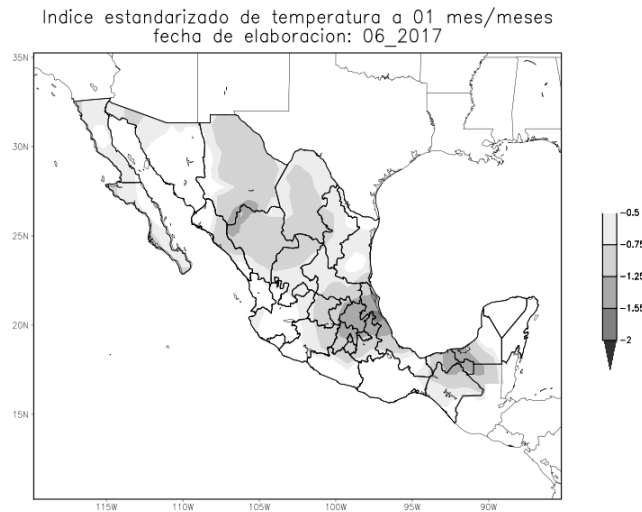 Indice estandarizado de temperatura a 01 mes/meses
fecha de elaboracion: 06_2017
35N
30N
25N
20N
15N
115W
110W
105W
100W
95W
90W
-0.5
-0.75
-1.25
-1.55
-2